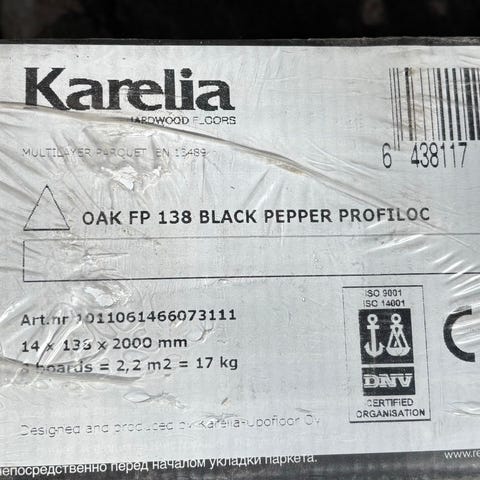 Karelia
HARDWOOD FLOORS
MULTILAYER PARQUET EN 13489
6 438117
OAK FP 138 BLACK PEPPER PROFILOC
ISO 9001
ISO 14001
Art.nr 1011061466073111
14 x 138 x 2000 mm
boards = 2,2 m2 = 17 kg
DNV
CERTIFIED
ORGANISATION
Designed and produced by Karelia-Upofloor Oy
непосредственно перед началом укладки паркета.
www.